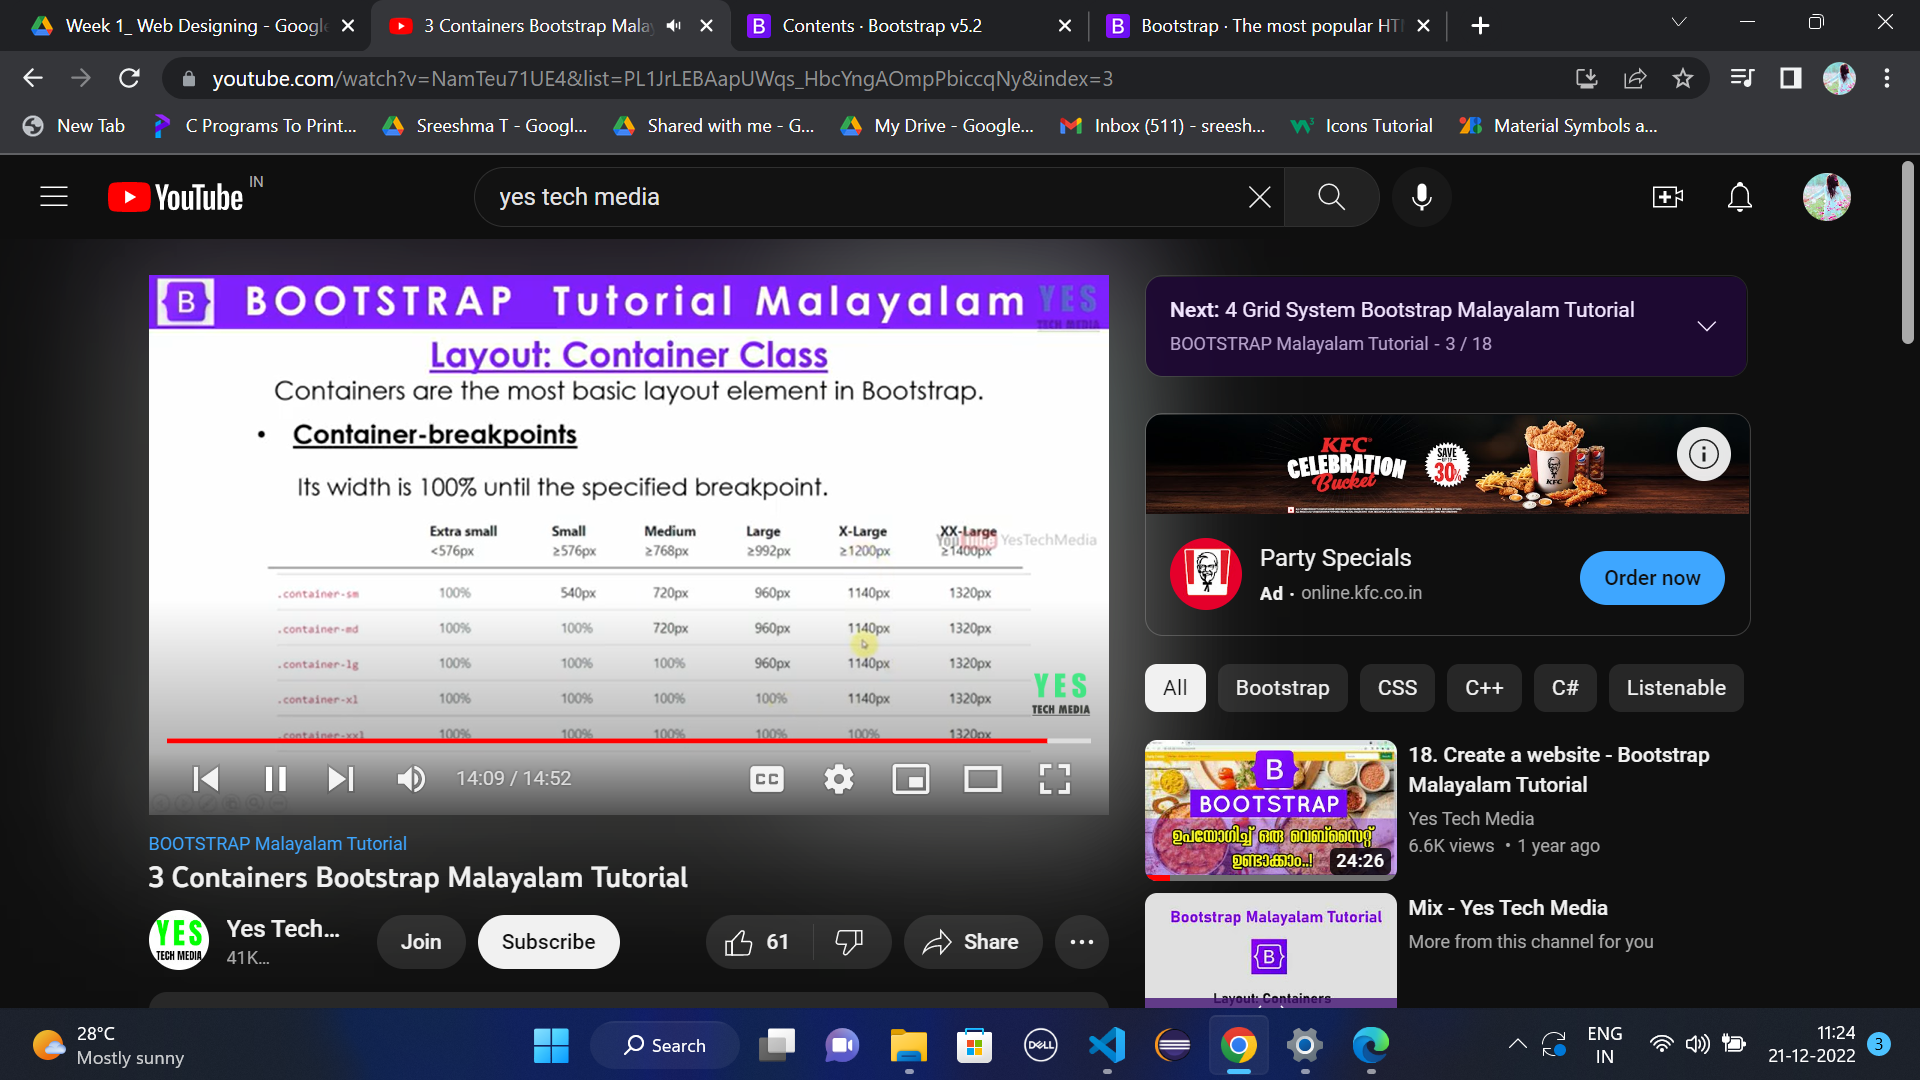 Week 1_ Web Designing - Google
3 Containers Bootstrap Malay
Contents · Bootstrap v5.2
Bootstrap · The most popular HT
youtube.com/watch?v=NamTeu71UE4&list=PL1JrLEBAapUWqs_HbcYngAOmpPbiccqNy&index=3
New Tab
C Programs To Print...
Sreeshma T - Googl...
Shared with me - G...
My Drive - Google...
Inbox (511) - sreesh...
Icons Tutorial
Material Symbols a...
YouTube IN
yes tech media
B BOOTSTRAP Tutorial Malayalam YES
TECH MEDIA
Layout: Container Class
Containers are the most basic layout element in Bootstrap.
• Container-breakpoints
Its width is 100% until the specified breakpoint.
Extra small Small Medium Large X-Large XX-Large
<576px ≥576px ≥768px ≥992px ≥1200px ≥1400px
YouTube YesTechMedia
.container-sm 100% 540px 720px 960px 1140px 1320px
.container-md 100% 100% 720px 960px 1140px 1320px
.container-lg 100% 100% 100% 960px 1140px 1320px
.container-xl 100% 100% 100% 100% 1140px 1320px
.container-xxl 100% 100% 100% 100% 100% 1320px
YES
TECH MEDIA
14:09 / 14:52
CC
BOOTSTRAP Malayalam Tutorial
3 Containers Bootstrap Malayalam Tutorial
YES
TECH MEDIA
Yes Tech...
41K...
Join
Subscribe
61
Share
Next: 4 Grid System Bootstrap Malayalam Tutorial
BOOTSTRAP Malayalam Tutorial - 3 / 18
KFC
CELEBRATION
Bucket
SAVE
UP TO
30%
KFC
Party Specials
Ad · online.kfc.co.in
Order now
All
Bootstrap
CSS
C++
C#
Listenable
B
BOOTSTRAP
ഉപയോഗിച്ച് ഒരു വെബ്സൈറ്റ്
ഉണ്ടാക്കാം..!
24:26
18. Create a website - Bootstrap
Malayalam Tutorial
Yes Tech Media
6.6K views • 1 year ago
Bootstrap Malayalam Tutorial
B
Layout: Containers
Mix - Yes Tech Media
More from this channel for you
28°C
Mostly sunny
Search
DELL
ENG
IN
11:24
21-12-2022
3